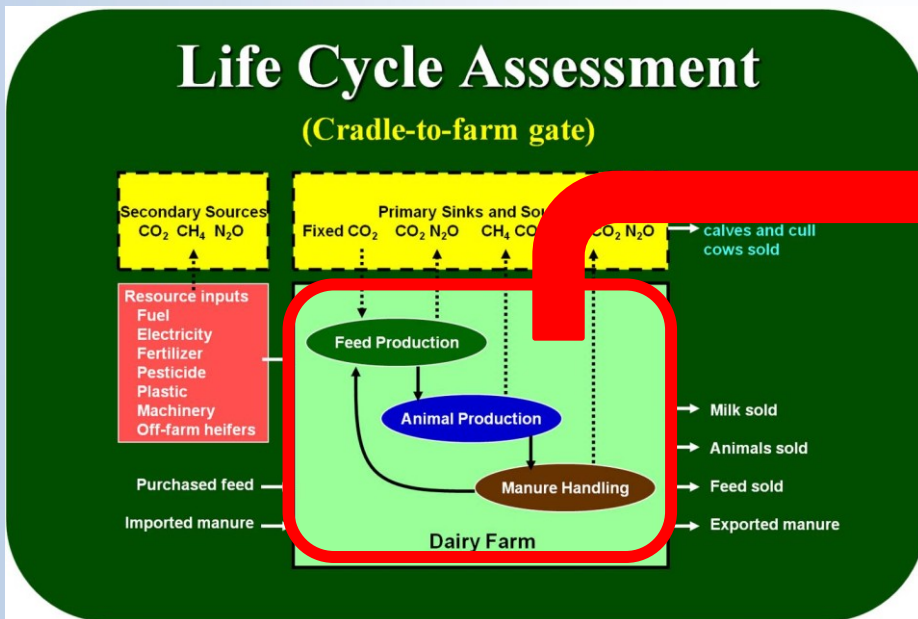 Life Cycle Assessment
(Cradle-to-farm gate)
Secondary Sources
CO₂ CH₄ N₂O
Primary Sinks and
Fixed CO₂ CO₂ N₂O CH₄ CO₂ N₂O
calves and cull
cows sold
Resource inputs
Fuel
Electricity
Fertilizer
Pesticide
Plastic
Machinery
Off-farm heifers
Purchased feed
Imported manure
Feed Production
Animal Production
Manure Handling
Dairy Farm
Milk sold
Animals sold
Feed sold
Exported manure